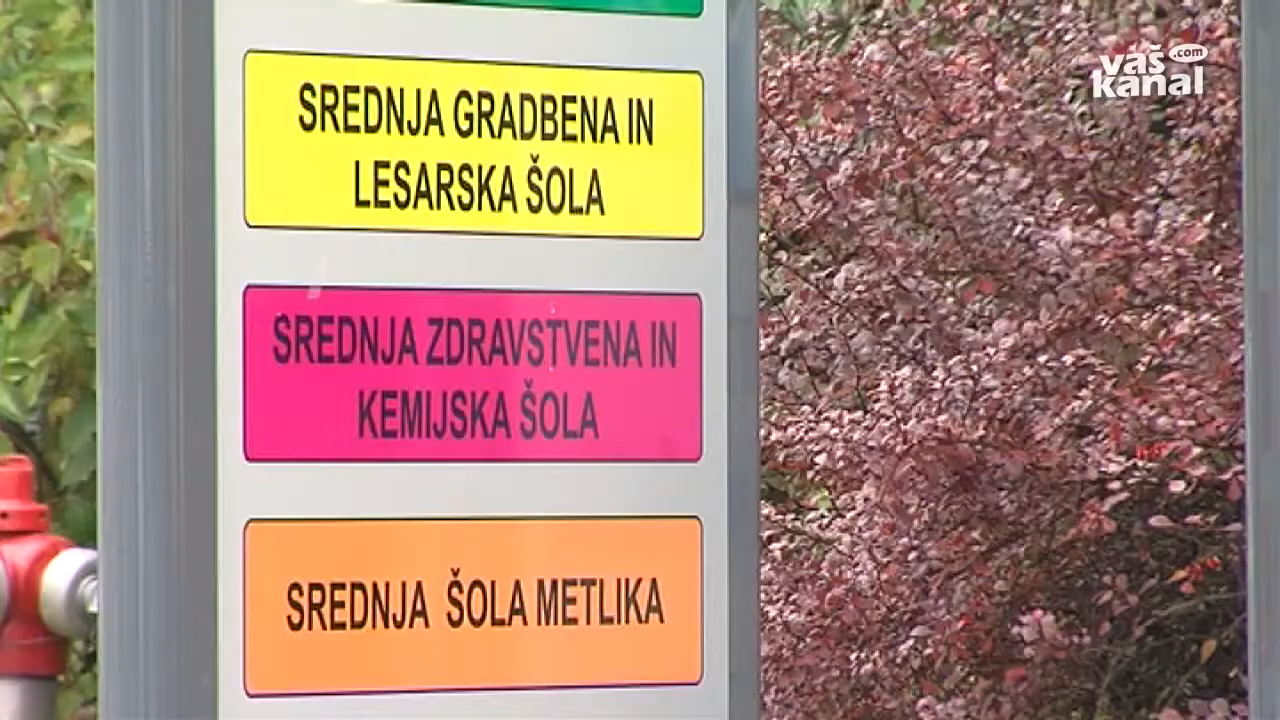 vaš
.com
kanal
SREDNJA GRADBENA IN
LESARSKA ŠOLA
SREDNJA ZDRAVSTVENA IN
KEMIJSKA ŠOLA
SREDNJA ŠOLA METLIKA